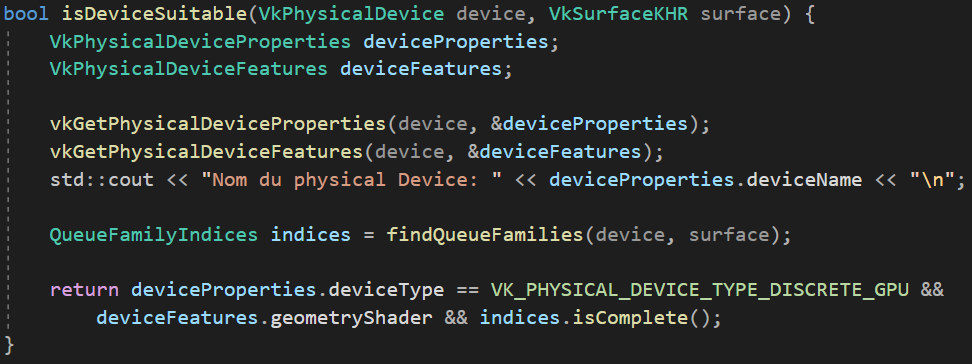 bool isDeviceSuitable(VkPhysicalDevice device, VkSurfaceKHR surface) {
    VkPhysicalDeviceProperties deviceProperties;
    VkPhysicalDeviceFeatures deviceFeatures;

    vkGetPhysicalDeviceProperties(device, &deviceProperties);
    vkGetPhysicalDeviceFeatures(device, &deviceFeatures);
    std::cout << "Nom du physical Device: " << deviceProperties.deviceName << "\n";

    QueueFamilyIndices indices = findQueueFamilies(device, surface);

    return deviceProperties.deviceType == VK_PHYSICAL_DEVICE_TYPE_DISCRETE_GPU &&
        deviceFeatures.geometryShader && indices.isComplete();
}